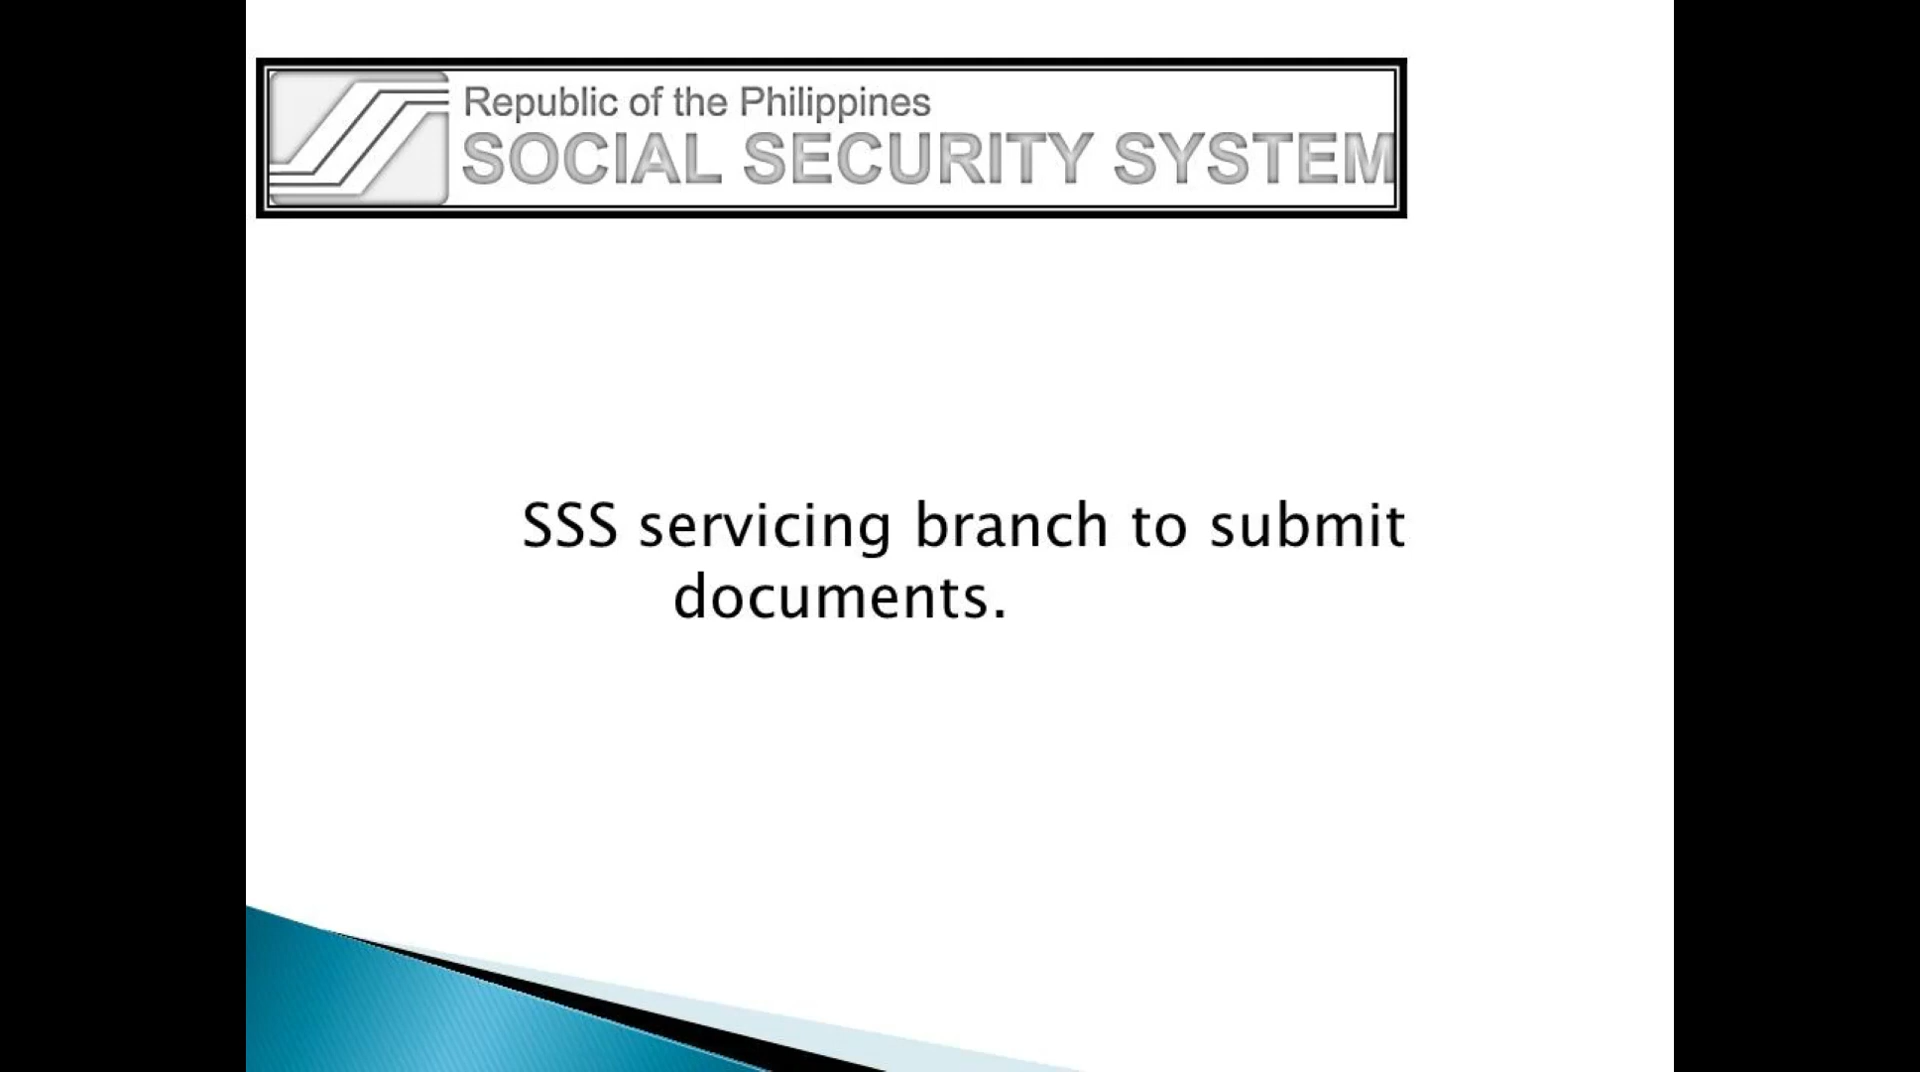 Republic of the Philippines
SOCIAL SECURITY SYSTEM
SSS servicing branch to submit
documents.